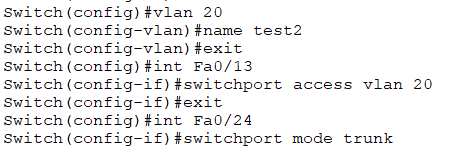 Switch(config)#vlan 20
Switch(config-vlan)#name test2
Switch(config-vlan)#exit
Switch(config)#int Fa0/13
Switch(config-if)#switchport access vlan 20
Switch(config-if)#exit
Switch(config)#int Fa0/24
Switch(config-if)#switchport mode trunk